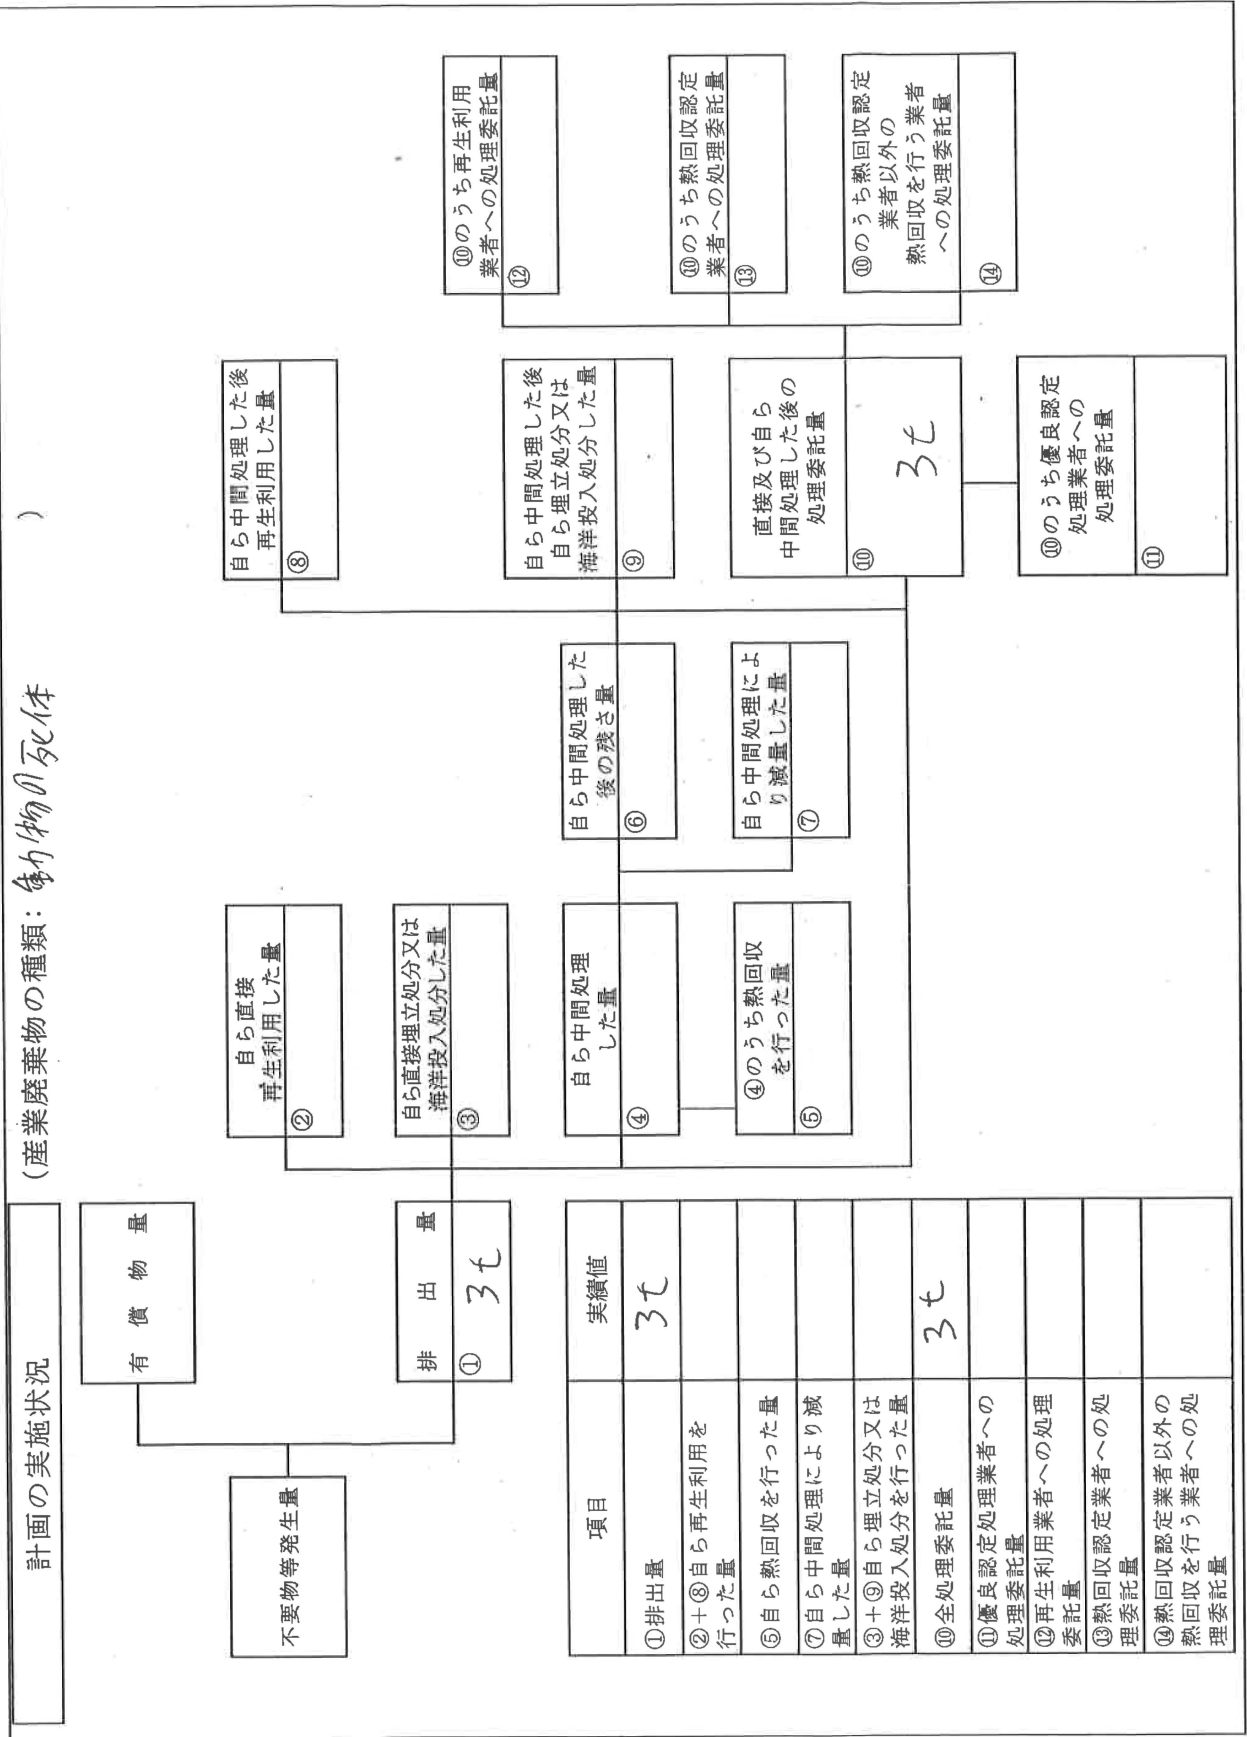 計画の実施状況
（産業廃棄物の種類：動物の死体）
有償物量
不要物等発生量
排出量
① 3t
自ら直接
再生利用した量
②
自ら直接埋立処分又は
海洋投入処分した量
③
自ら中間処理
した量
④
④のうち熱回収
を行った量
⑤
自ら中間処理した
後の残さ量
⑥
自ら中間処理によ
り減量した量
⑦
自ら中間処理した後
再生利用した量
⑧
自ら中間処理した後
自ら埋立処分又は
海洋投入処分した量
⑨
直接及び自ら
中間処理した後の
処理委託量
⑩ 3t
⑩のうち優良認定
処理業者への
処理委託量
⑪
⑩のうち再生利用
業者への処理委託量
⑫
⑩のうち熱回収認定
業者への処理委託量
⑬
⑩のうち熱回収認定
業者以外の
熱回収を行う業者
への処理委託量
⑭
項目 実績値
①排出量 3t
②＋⑧自ら再生利用を
行った量
⑤自ら熱回収を行った量
⑦自ら中間処理により減
量した量
③＋⑨自ら埋立処分又は
海洋投入処分を行った量
⑩全処理委託量 3t
⑪優良認定処理業者への
処理委託量
⑫再生利用業者への処理
委託量
⑬熱回収認定業者への処
理委託量
⑭熱回収認定業者以外の
熱回収を行う業者への処
理委託量